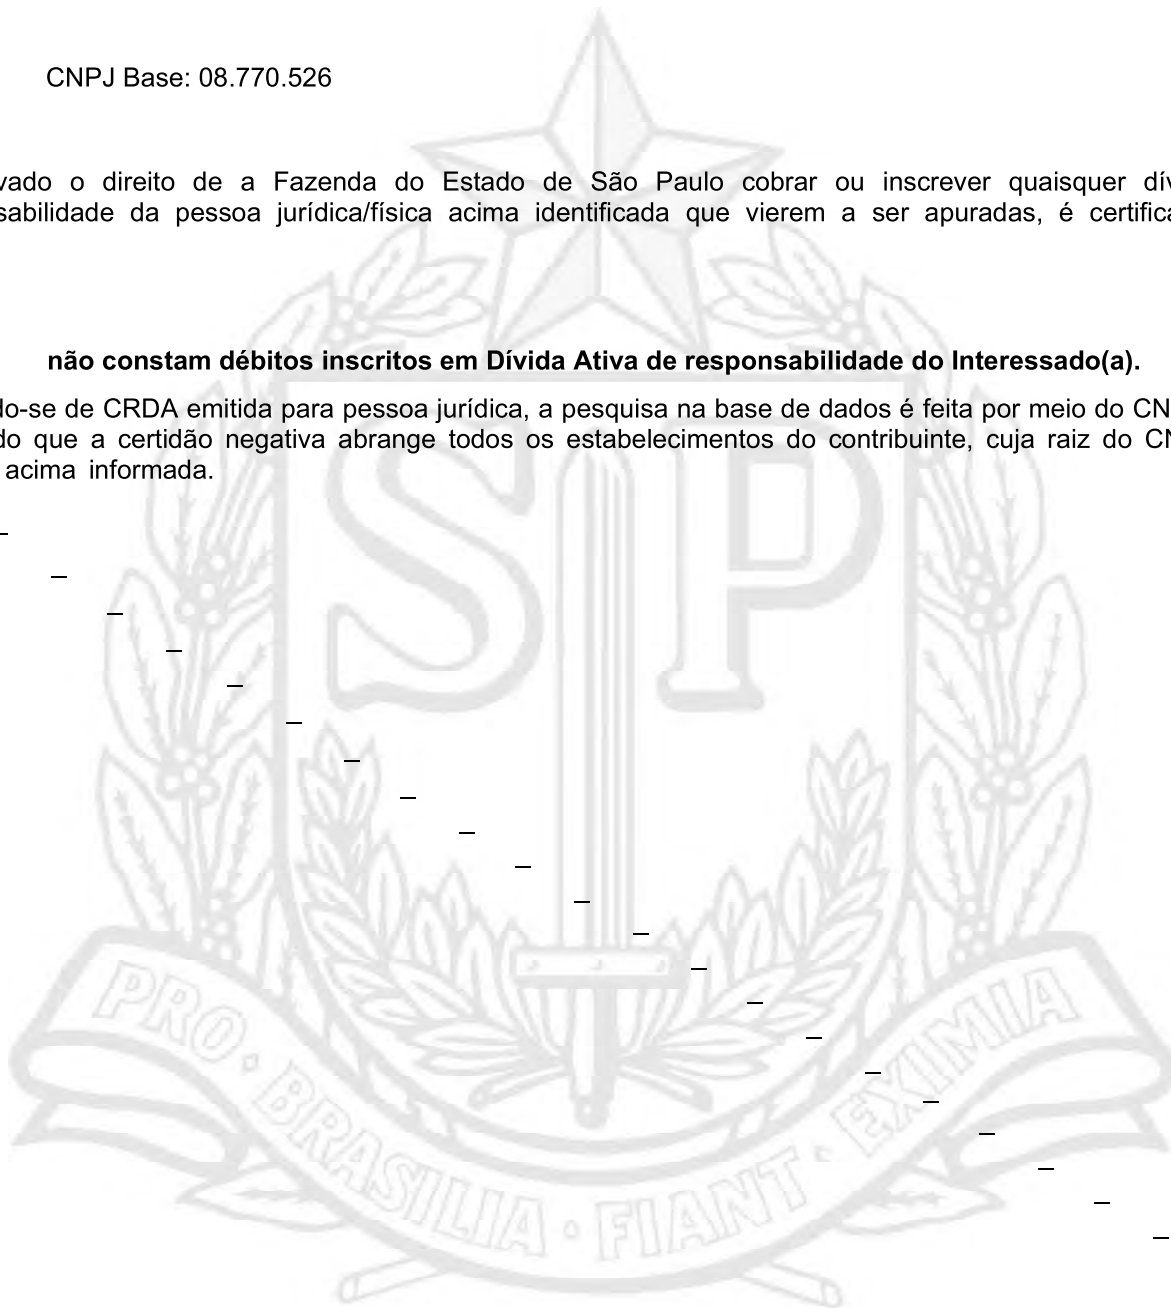 CNPJ Base: 08.770.526
vado o direito de a Fazenda do Estado de São Paulo cobrar ou inscrever quaisquer dív
sabilidade da pessoa jurídica/física acima identificada que vierem a ser apuradas, é certifica
não constam débitos inscritos em Dívida Ativa de responsabilidade do Interessado(a).
do-se de CRDA emitida para pessoa jurídica, a pesquisa na base de dados é feita por meio do CN
do que a certidão negativa abrange todos os estabelecimentos do contribuinte, cuja raiz do CN
acima informada.
SP
PRO · BRASILIA · FIANT · EXIMIA